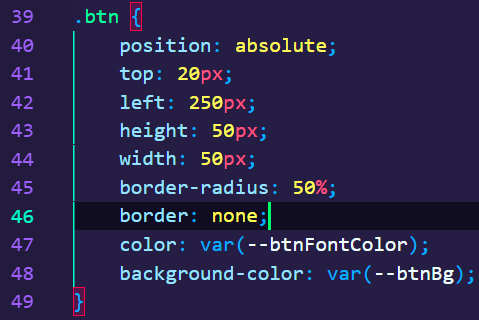 39 .btn {
40     position: absolute;
41     top: 20px;
42     left: 250px;
43     height: 50px;
44     width: 50px;
45     border-radius: 50%;
46     border: none;
47     color: var(--btnFontColor);
48     background-color: var(--btnBg);
49 }